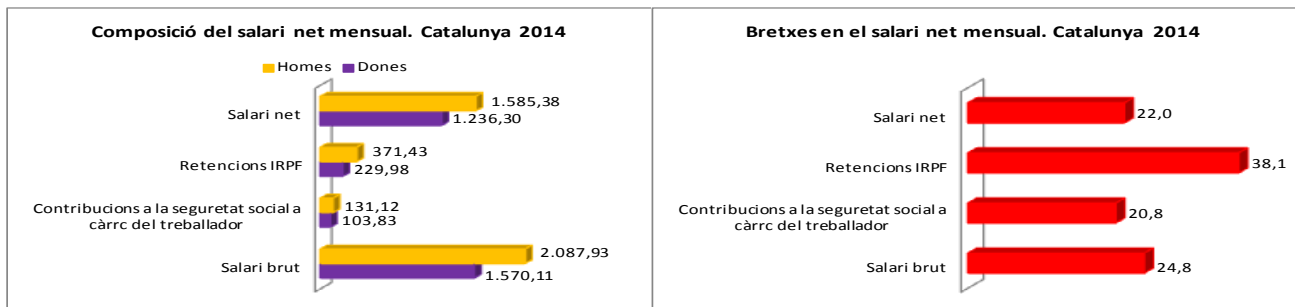 Composició del salari net mensual. Catalunya 2014
Homes Dones
Salari net
1.585,38
1.236,30
Retencions IRPF
371,43
229,98
Contribucions a la seguretat social a
càrrc del treballador
131,12
103,83
Salari brut
2.087,93
1.570,11
Bretxes en el salari net mensual. Catalunya 2014
Salari net
22,0
Retencions IRPF
38,1
Contribucions a la seguretat social a
càrrc del treballador
20,8
Salari brut
24,8